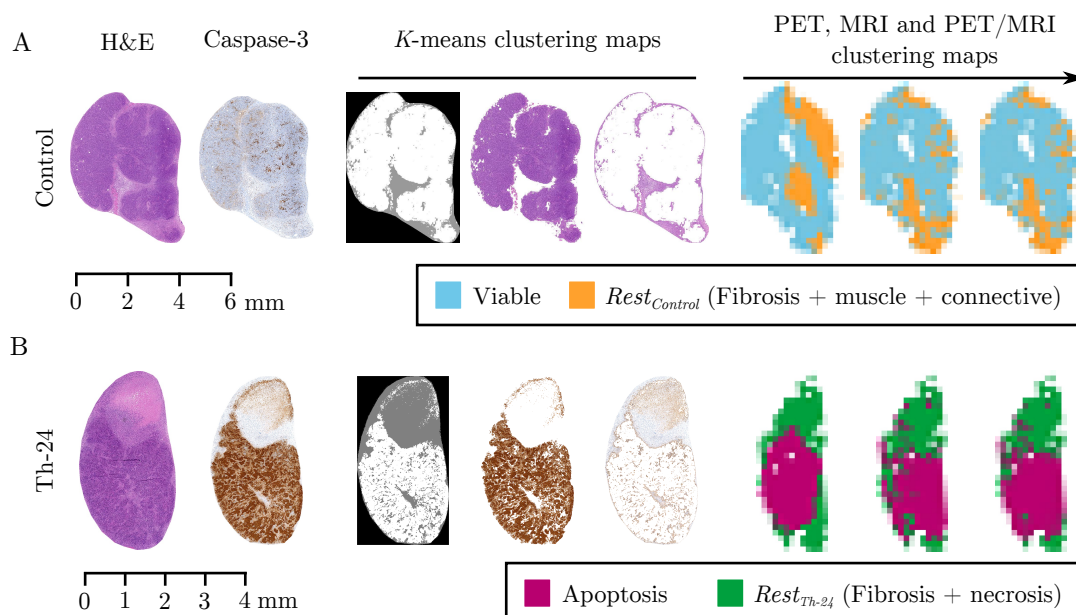 A
H&E
Caspase-3
K-means clustering maps
PET, MRI and PET/MRI
clustering maps
Control
0 2 4 6 mm
Viable
Rest_Control (Fibrosis + muscle + connective)
B
Th-24
0 1 2 3 4 mm
Apoptosis
Rest_Th-24 (Fibrosis + necrosis)